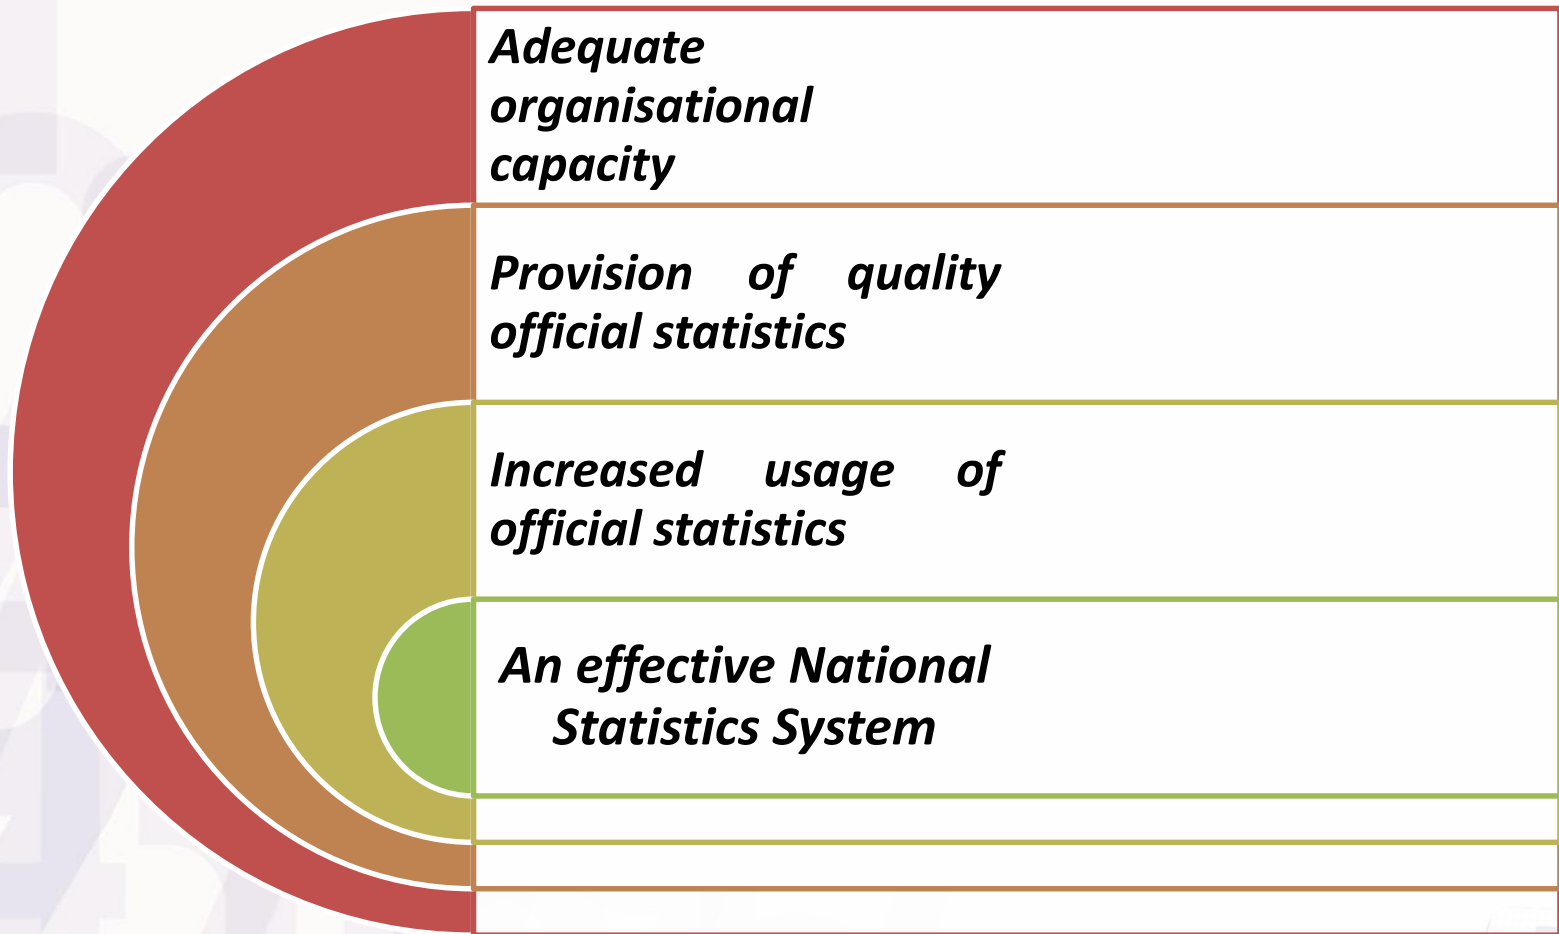 Adequate
organisational
capacity
Provision of quality
official statistics
Increased usage of
official statistics
An effective National
Statistics System